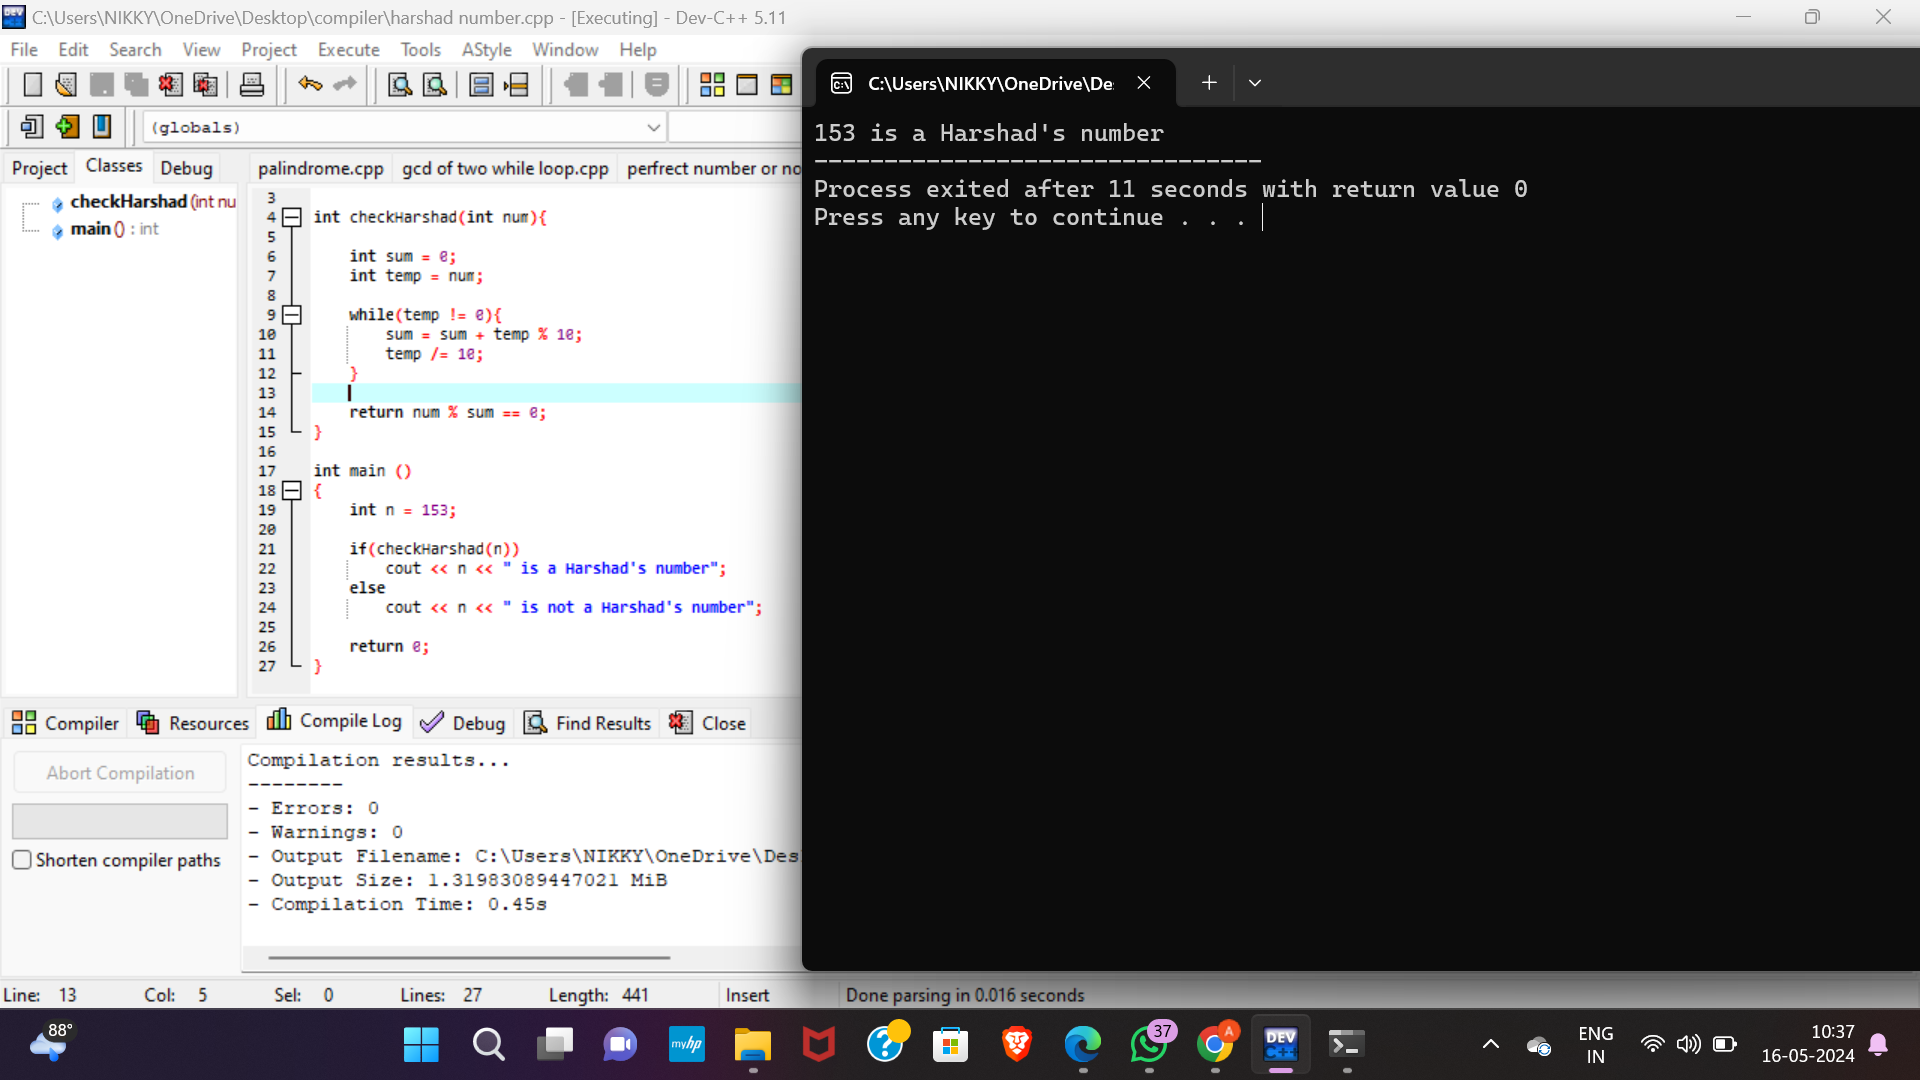 C:\Users\NIKKY\OneDrive\Desktop\compiler\harshad number.cpp - [Executing] - Dev-C++ 5.11
File Edit Search View Project Execute Tools AStyle Window Help
(globals)
Project Classes Debug
checkHarshad (int nu
main () : int
palindrome.cpp gcd of two while loop.cpp perfrect number or no
3
4 int checkHarshad(int num){
5
6 int sum = 0;
7 int temp = num;
8
9 while(temp != 0){
10 sum = sum + temp % 10;
11 temp /= 10;
12 }
13
14 return num % sum == 0;
15 }
16
17 int main ()
18 {
19 int n = 153;
20
21 if(checkHarshad(n))
22 cout << n << " is a Harshad's number";
23 else
24 cout << n << " is not a Harshad's number";
25
26 return 0;
27 }
C:\Users\NIKKY\OneDrive\De
153 is a Harshad's number
--------------------------------
Process exited after 11 seconds with return value 0
Press any key to continue . . .
Compiler Resources Compile Log Debug Find Results Close
Abort Compilation
Shorten compiler paths
Compilation results...
--------
- Errors: 0
- Warnings: 0
- Output Filename: C:\Users\NIKKY\OneDrive\Des
- Output Size: 1.31983089447021 MiB
- Compilation Time: 0.45s
Line: 13 Col: 5 Sel: 0 Lines: 27 Length: 441 Insert Done parsing in 0.016 seconds
88°
myhp
37
A
DEV
C++
ENG
IN
10:37
16-05-2024